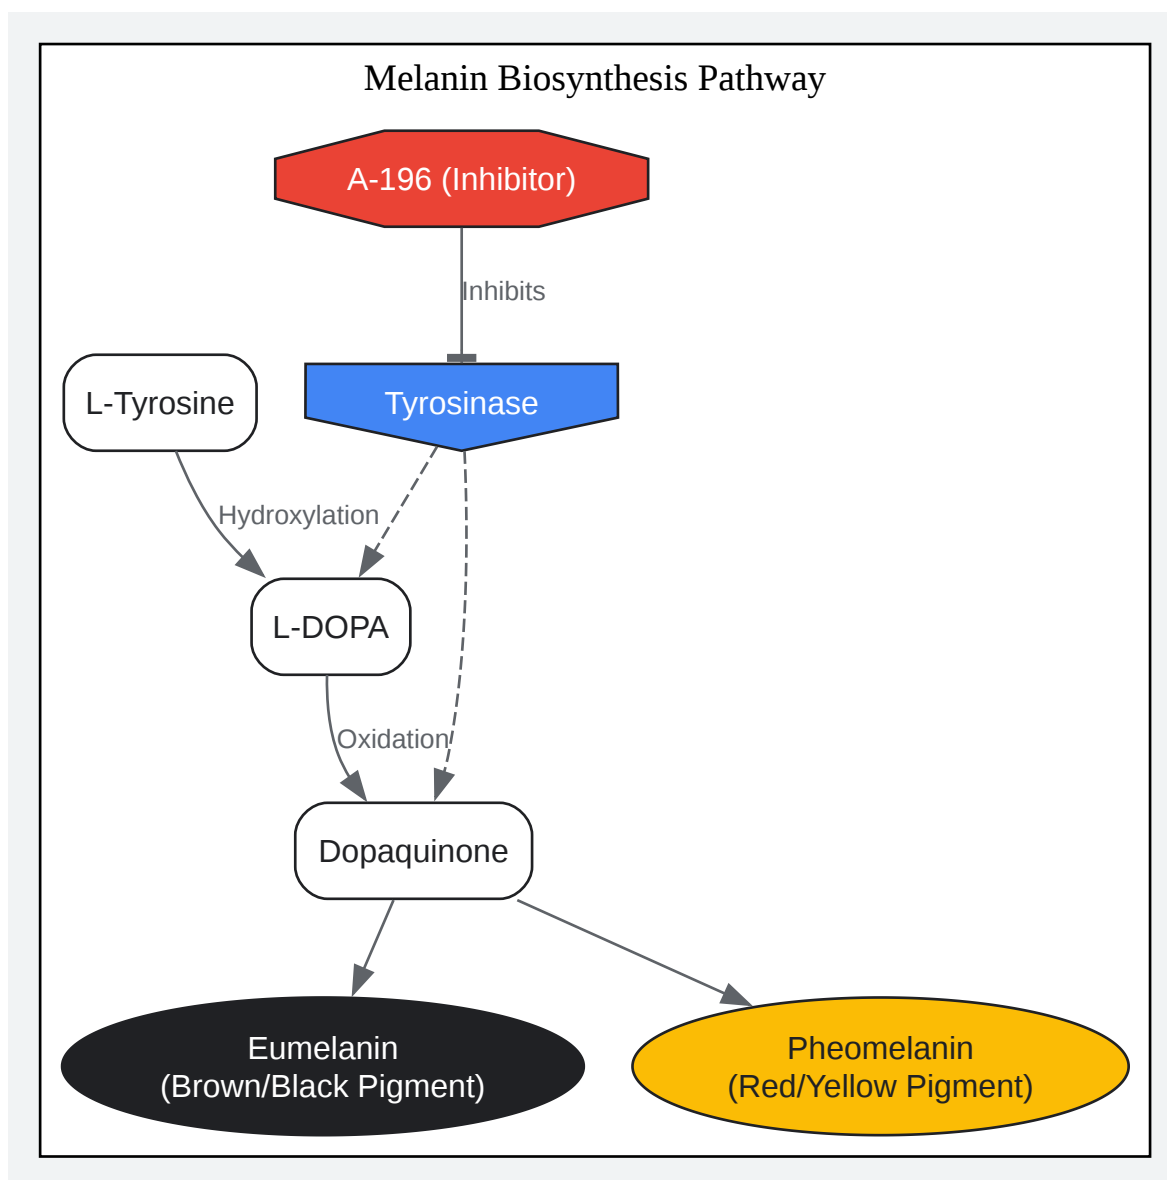 Melanin Biosynthesis Pathway
A-196 (Inhibitor)
Inhibits
L-Tyrosine
Tyrosinase
Hydroxylation
L-DOPA
Oxidation
Dopaquinone
Eumelanin
(Brown/Black Pigment)
Pheomelanin
(Red/Yellow Pigment)